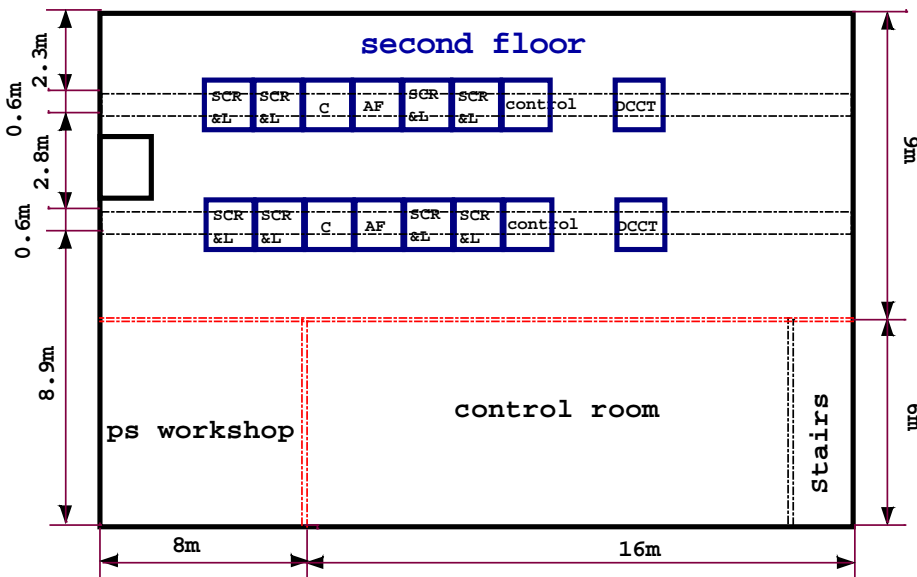 second floor
2.3m
0.6m
2.8m
0.6m
8.9m
SCR
&L
SCR
&L
C
AF
SCR
&L
SCR
&L
control
DCCT
SCR
&L
SCR
&L
C
AF
SCR
&L
SCR
&L
control
DCCT
9m
6m
ps workshop
control room
Stairs
8m
16m